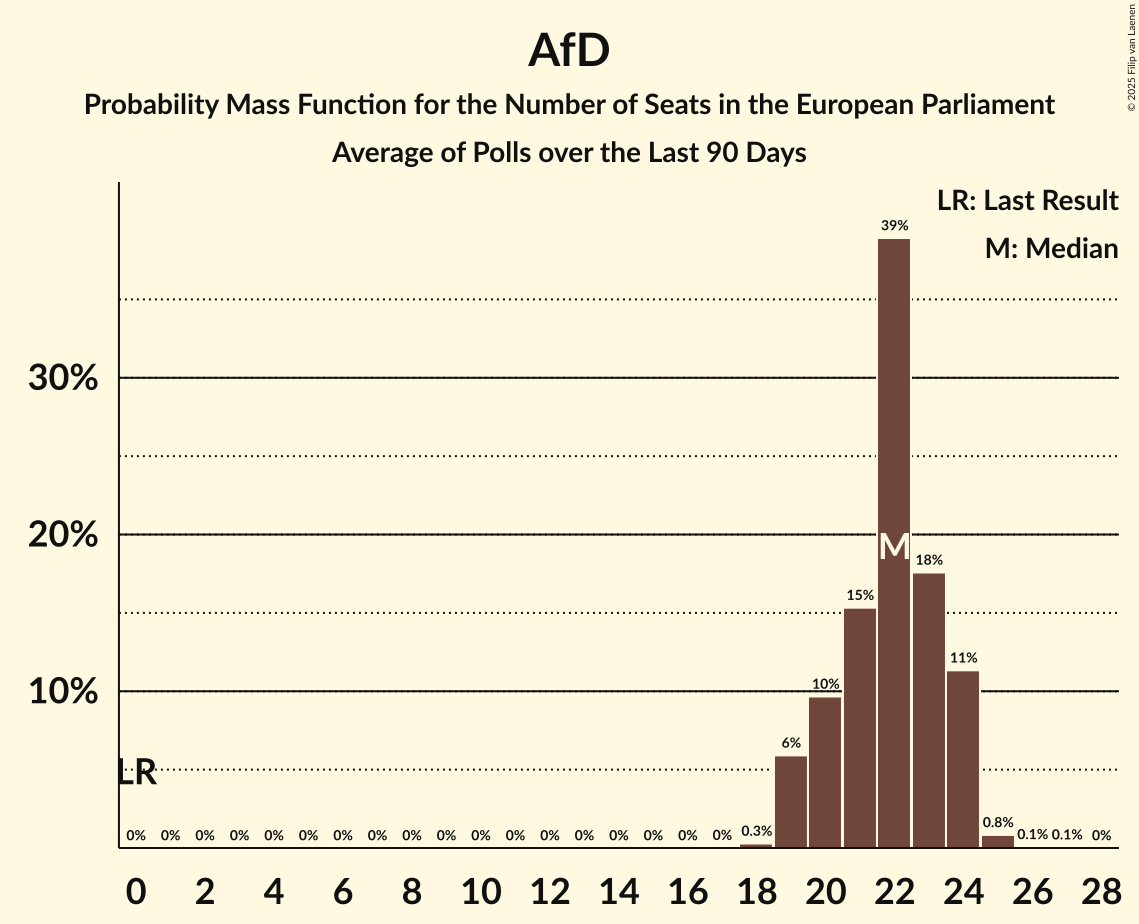 AfD
Probability Mass Function for the Number of Seats in the European Parliament
Average of Polls over the Last 90 Days
© 2025 Filip van Laenen
LR: Last Result
M: Median
39%
30%
20%
M
18%
15%
11%
10%
10%
6%
LR
0% 0% 0% 0% 0% 0% 0% 0% 0% 0% 0% 0% 0% 0% 0% 0% 0% 0% 0.3% 0.8% 0.1% 0.1% 0%
0 2 4 6 8 10 12 14 16 18 20 22 24 26 28